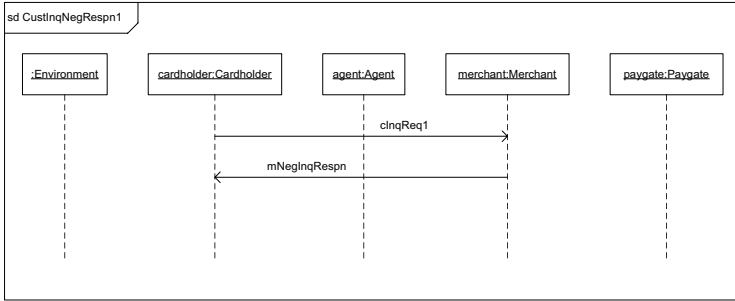 sd CustInqNegRespn1
:Environment
cardholder:Cardholder
agent:Agent
merchant:Merchant
paygate:Paygate
cInqReq1
mNegInqRespn